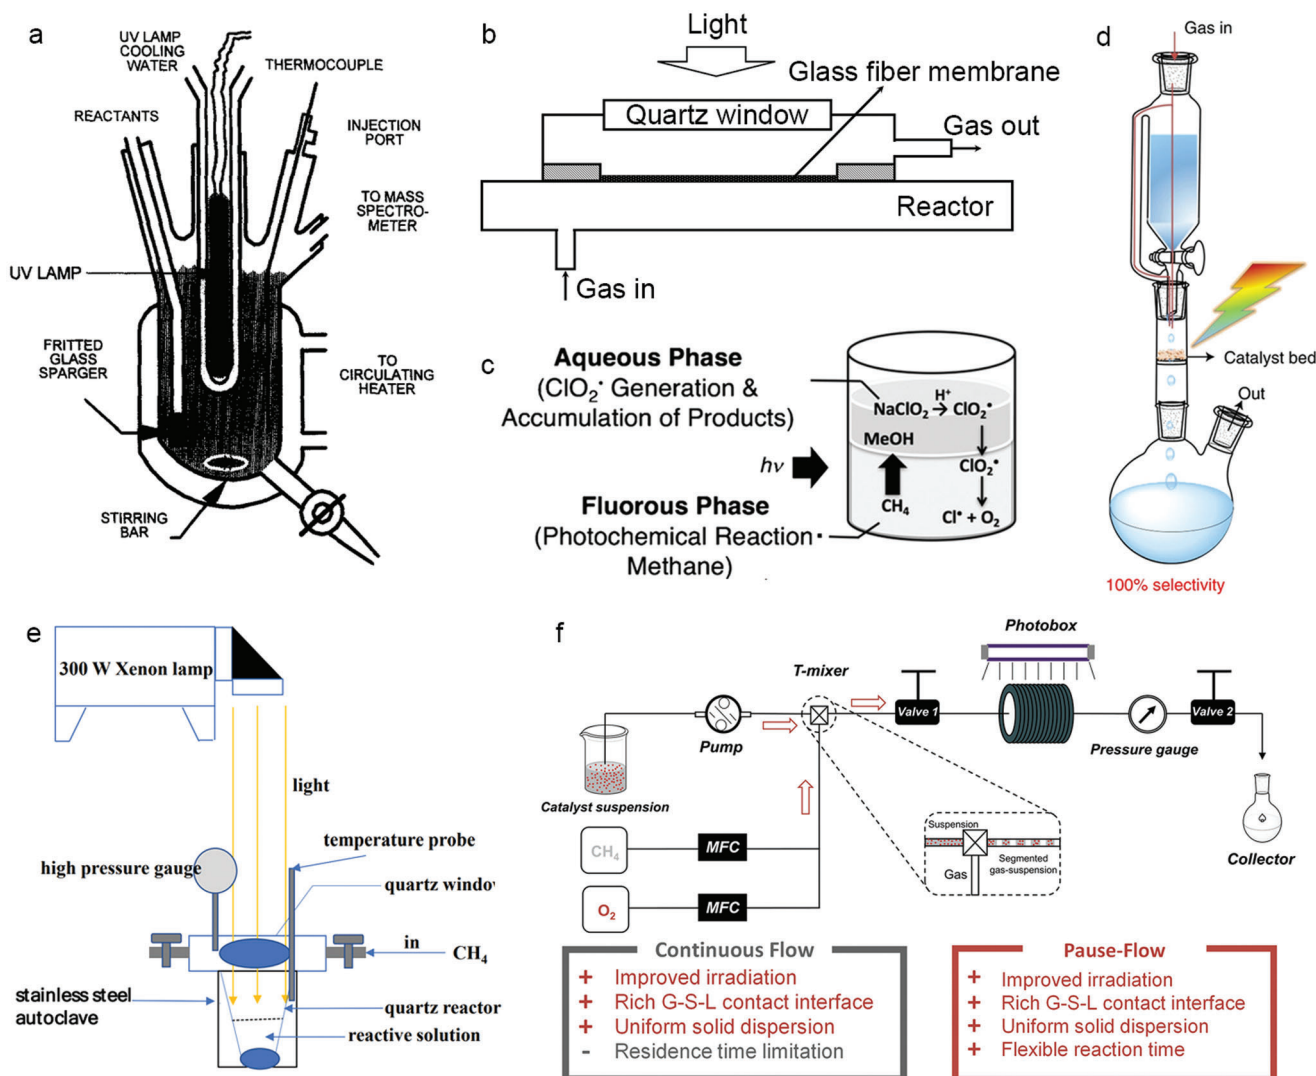 a
UV LAMP
COOLING
WATER
THERMOCOUPLE
REACTANTS
INJECTION
PORT
TO MASS
SPECTRO-
METER
UV LAMP
FRITTED
GLASS
SPARGER
TO
CIRCULATING
HEATER
STIRRING
BAR
b
Light
Glass fiber membrane
Quartz window
Gas out
Reactor
Gas in
c
Aqueous Phase
(ClO₂˙ Generation &
Accumulation of Products)
hν
Fluorous Phase
(Photochemical Reaction·
Methane)
NaClO₂ H⁺→ ClO₂•
MeOH
ClO₂•
CH₄
Cl• + O₂
d
Gas in
Catalyst bed
Out
100% selectivity
e
300 W Xenon lamp
light
temperature probe
high pressure gauge
quartz window
in
CH₄
stainless steel
autoclave
quartz reactor
reactive solution
f
Photobox
T-mixer
Valve 1
Valve 2
Pump
Pressure gauge
Catalyst suspension
CH₄
MFC
O₂
MFC
Suspension
Gas
Segmented
gas-suspension
Collector
Continuous Flow
+ Improved irradiation
+ Rich G-S-L contact interface
+ Uniform solid dispersion
- Residence time limitation
Pause-Flow
+ Improved irradiation
+ Rich G-S-L contact interface
+ Uniform solid dispersion
+ Flexible reaction time